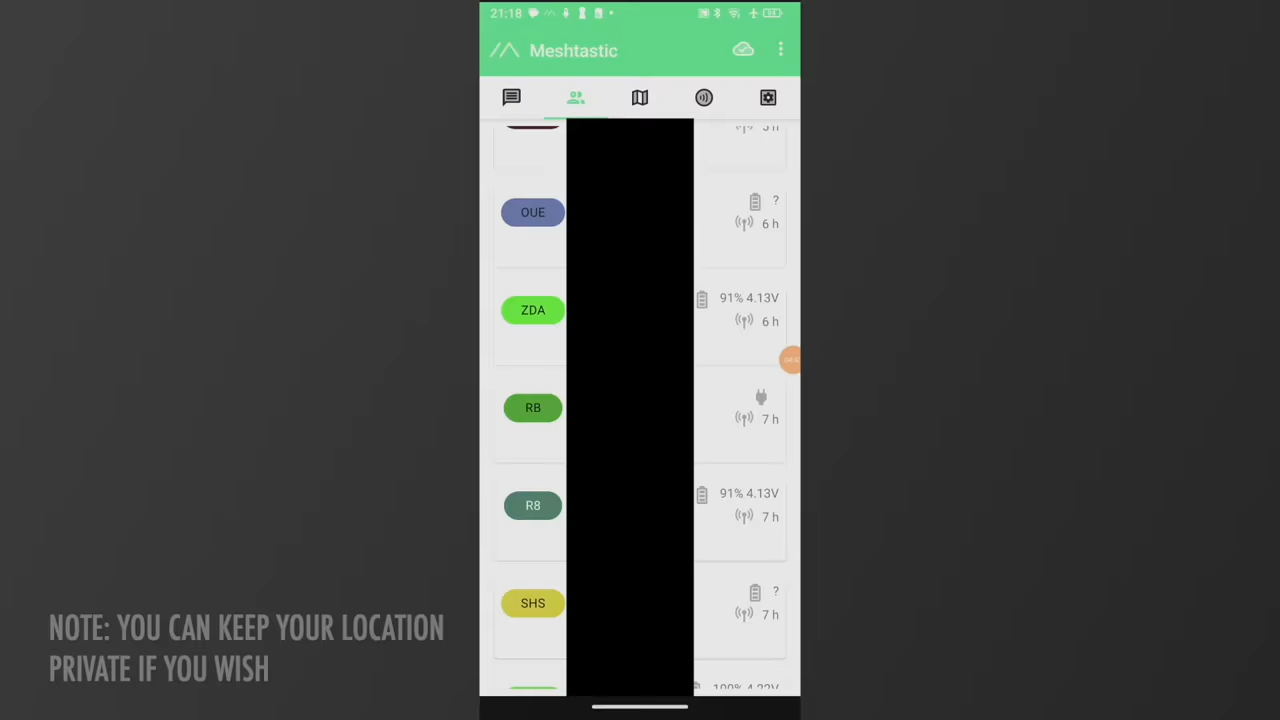 21:18
Meshtastic
OUE
?
6 h
ZDA
91% 4.13V
6 h
RB
7 h
R8
91% 4.13V
7 h
SHS
?
7 h
NOTE: YOU CAN KEEP YOUR LOCATION
PRIVATE IF YOU WISH